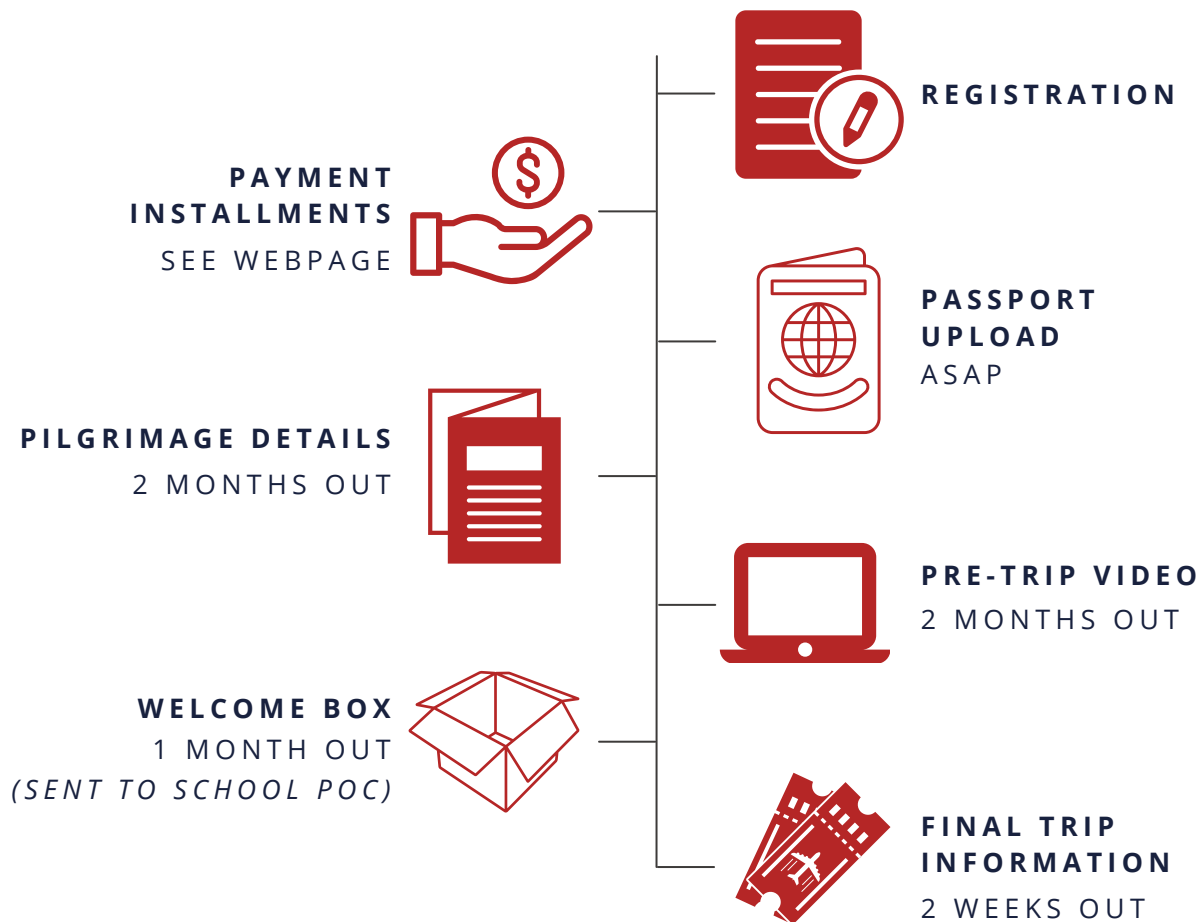 REGISTRATION
PAYMENT
INSTALLMENTS
SEE WEBPAGE
$
PASSPORT
UPLOAD
ASAP
PILGRIMAGE DETAILS
2 MONTHS OUT
PRE-TRIP VIDEO
2 MONTHS OUT
WELCOME BOX
1 MONTH OUT
(SENT TO SCHOOL POC)
FINAL TRIP
INFORMATION
2 WEEKS OUT